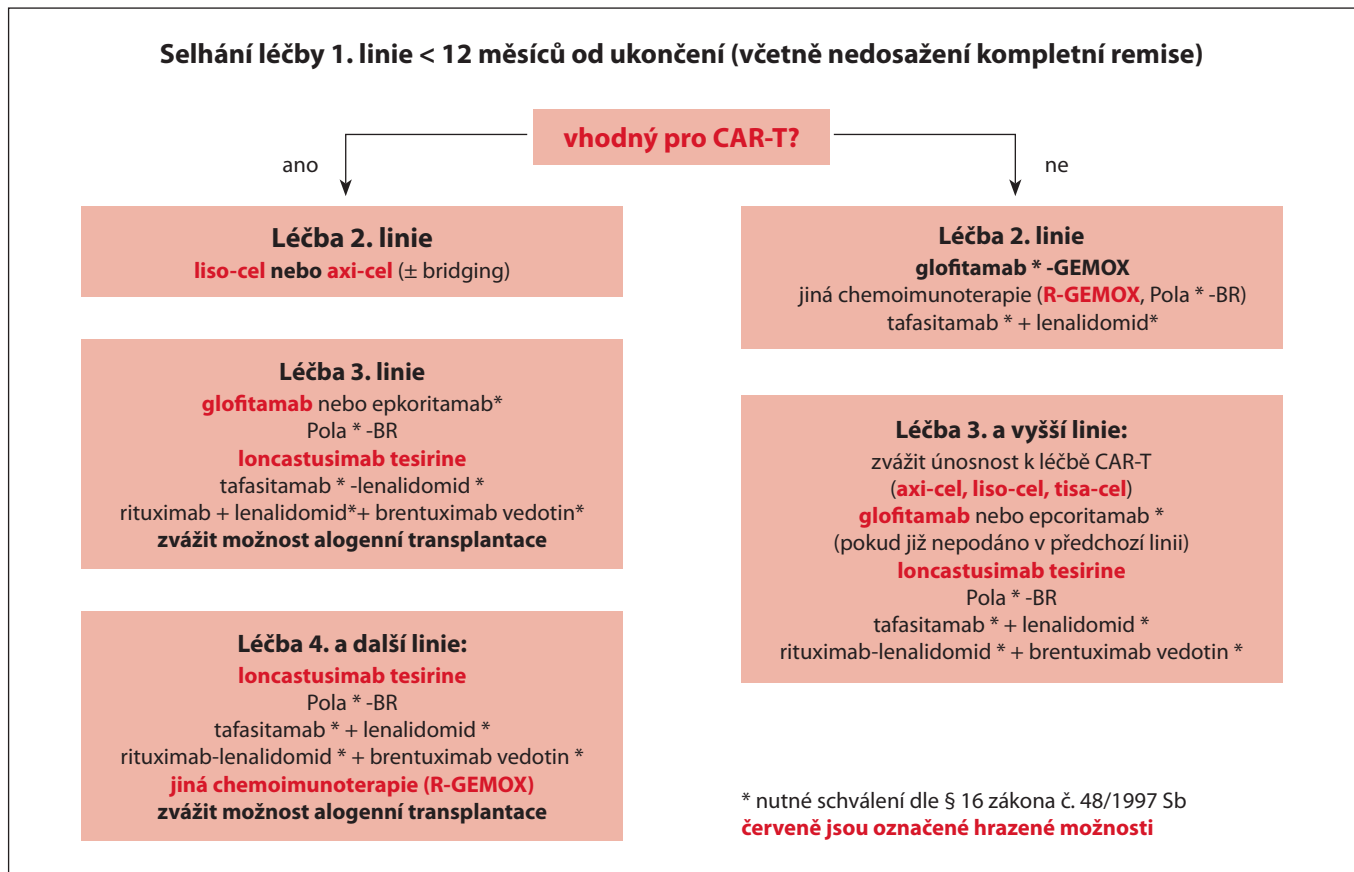 Selhání léčby 1. linie < 12 měsíců od ukončení (včetně nedosažení kompletní remise)
vhodný pro CAR-T?
ano
ne
Léčba 2. linie
liso-cel nebo axi-cel (± bridging)
Léčba 3. linie
glofitamab nebo epkoritamab*
Pola * -BR
loncastusimab tesirine
tafasitamab * -lenalidomid *
rituximab + lenalidomid*+ brentuximab vedotin*
zvážit možnost alogenní transplantace
Léčba 4. a další linie:
loncastusimab tesirine
Pola * -BR
tafasitamab * + lenalidomid *
rituximab-lenalidomid * + brentuximab vedotin *
jiná chemoimunoterapie (R-GEMOX)
zvážit možnost alogenní transplantace
Léčba 2. linie
glofitamab * -GEMOX
jiná chemoimunoterapie (R-GEMOX, Pola * -BR)
tafasitamab * + lenalidomid*
Léčba 3. a vyšší linie:
zvážit únosnost k léčbě CAR-T
(axi-cel, liso-cel, tisa-cel)
glofitamab nebo epcoritamab *
(pokud již nepodáno v předchozí linii)
loncastusimab tesirine
Pola * -BR
tafasitamab * + lenalidomid *
rituximab-lenalidomid * + brentuximab vedotin *
* nutné schválení dle § 16 zákona č. 48/1997 Sb
červeně jsou označené hrazené možnosti